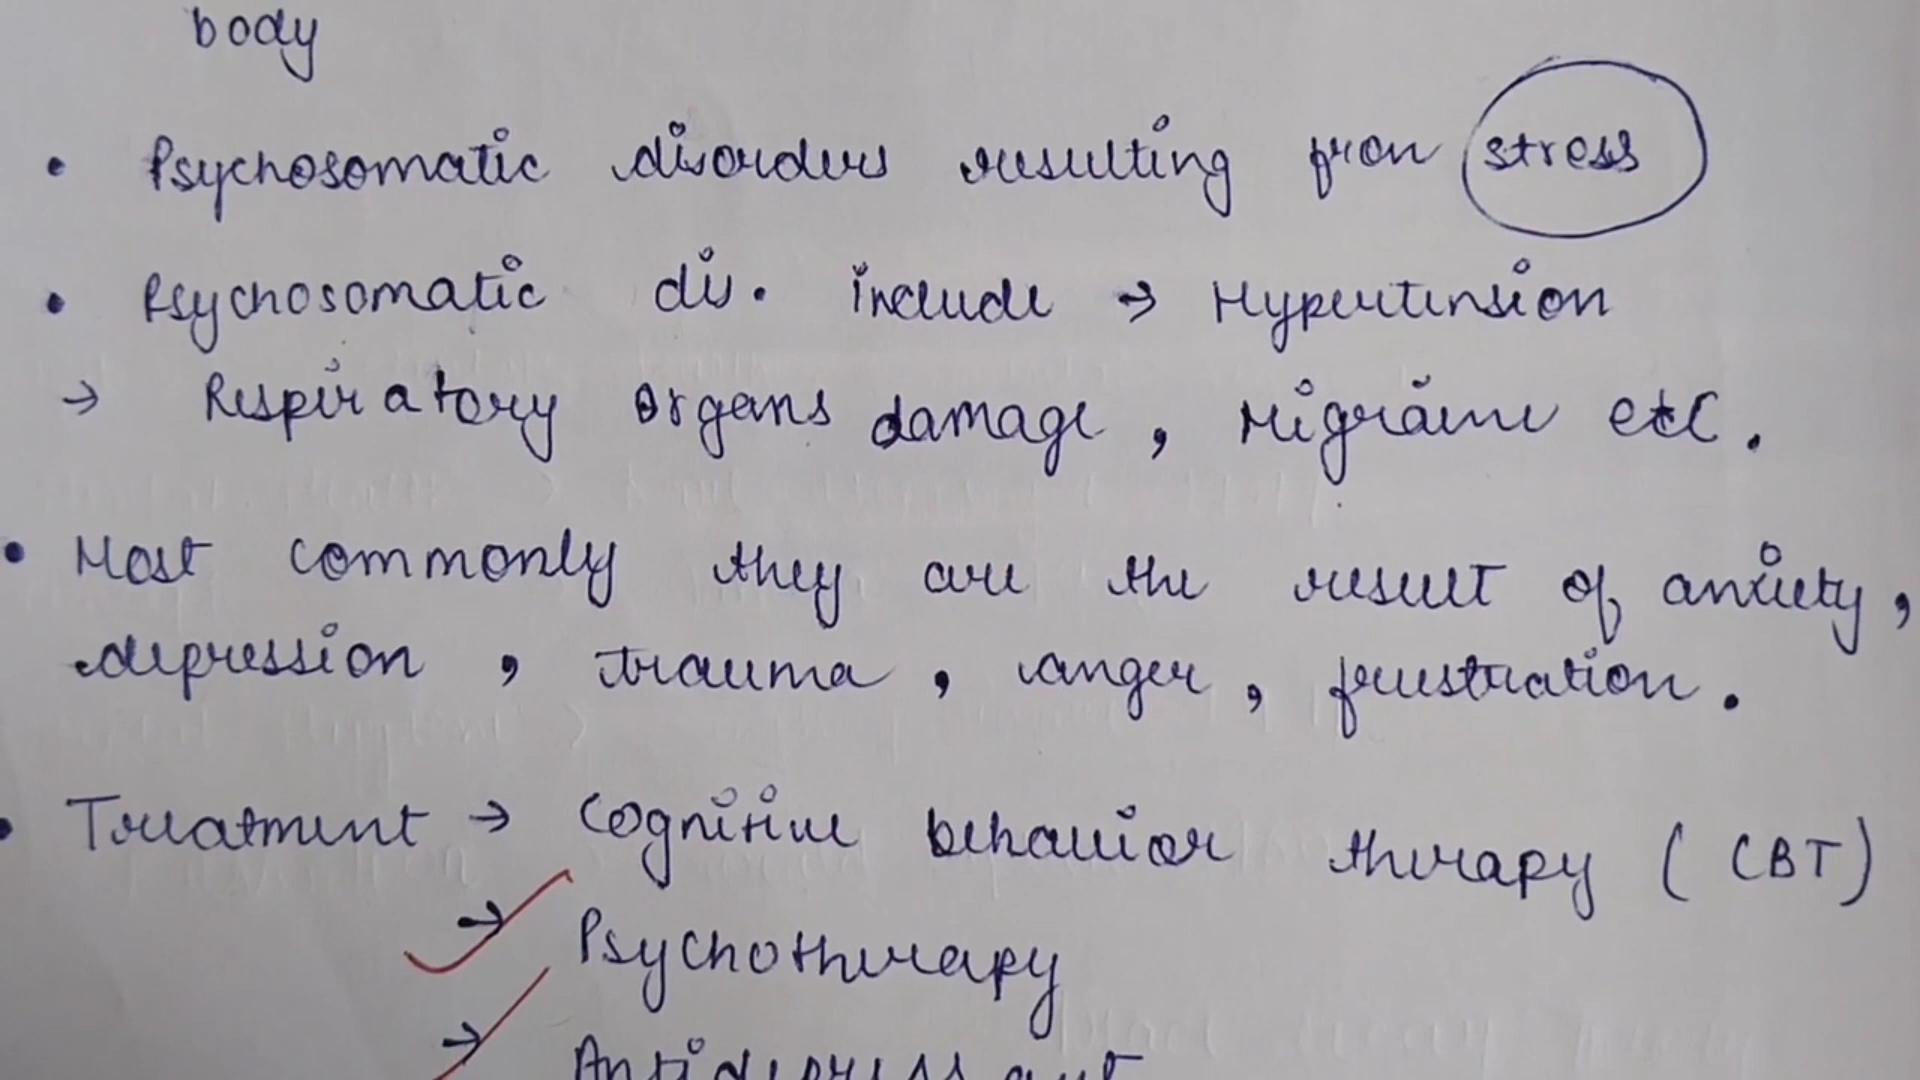 body
• Psychosomatic disorders resulting from stress
• Psychosomatic dis. include → Hypertension
→ Respiratory organs damage, Migraine etc.
• Most commonly they are the result of anxiety,
depression, trauma, anger, frustration.
• Treatment → Cognitive behavior therapy (CBT)
→ Psychotherapy
→ Antidepressant